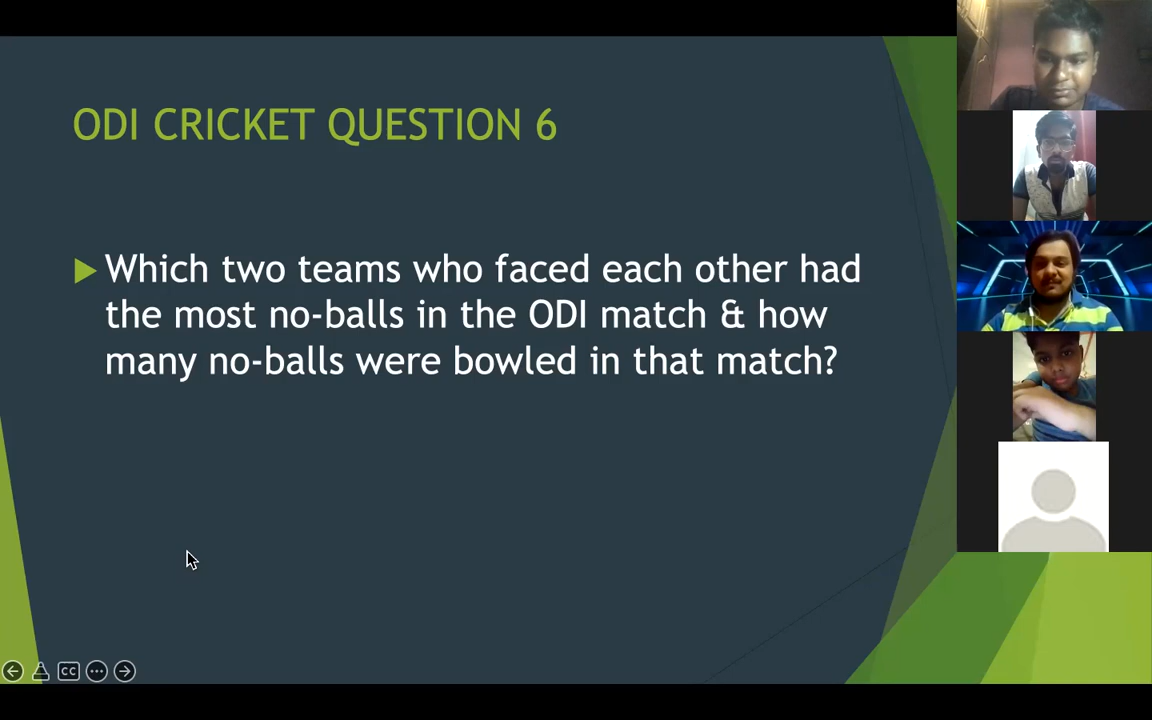 ODI CRICKET QUESTION 6
Which two teams who faced each other had
the most no-balls in the ODI match & how
many no-balls were bowled in that match?
CC